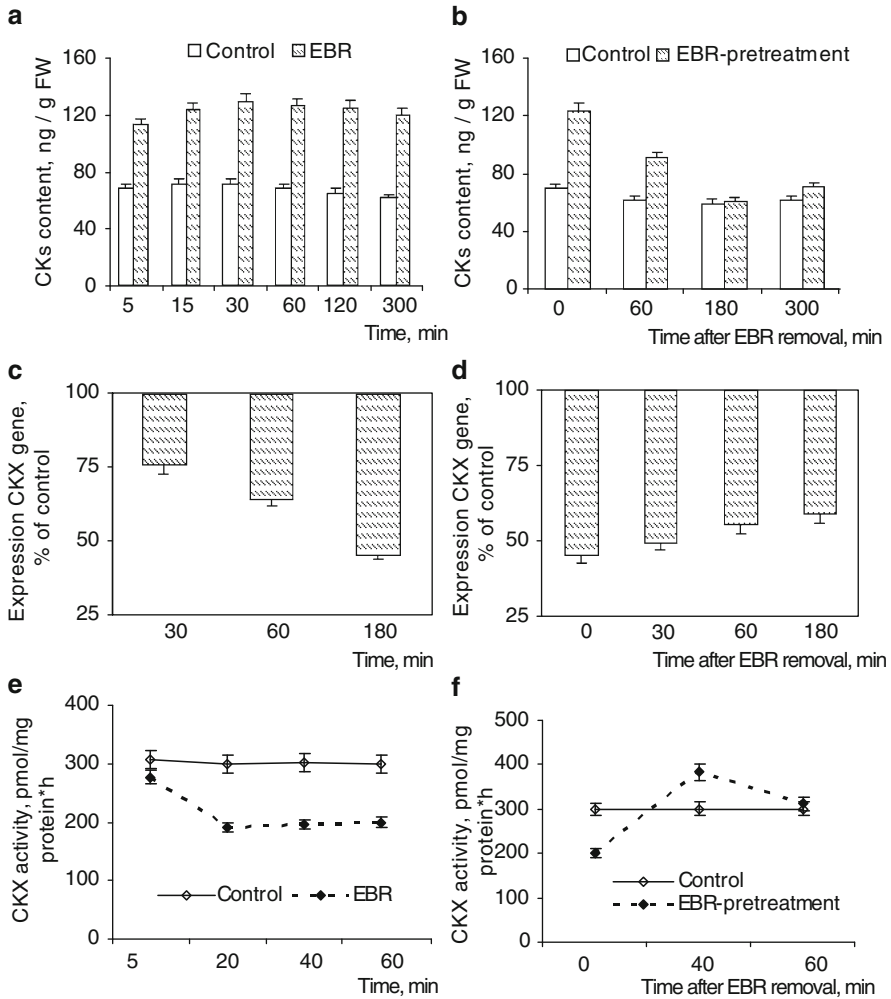 a
Control EBR
CKs content, ng / g FW
160
120
80
40
0
5 15 30 60 120 300
Time, min
b
Control EBR-pretreatment
CKs content, ng / g FW
160
120
80
60
0
0 60 180 300
Time after EBR removal, min
c
Expression CKX gene,
% of control
100
75
50
25
30 60 180
Time, min
d
Expression CKX gene,
% of control
100
75
50
25
0 30 60 180
Time after EBR removal, min
e
CKX activity, pmol/mg
protein*h
400
300
200
100
0
Control EBR
5 20 40 60
Time, min
f
CKX activity, pmol/mg
protein*h
500
400
300
200
100
0
Control
EBR-pretreatment
0 40 60
Time after EBR removal, min